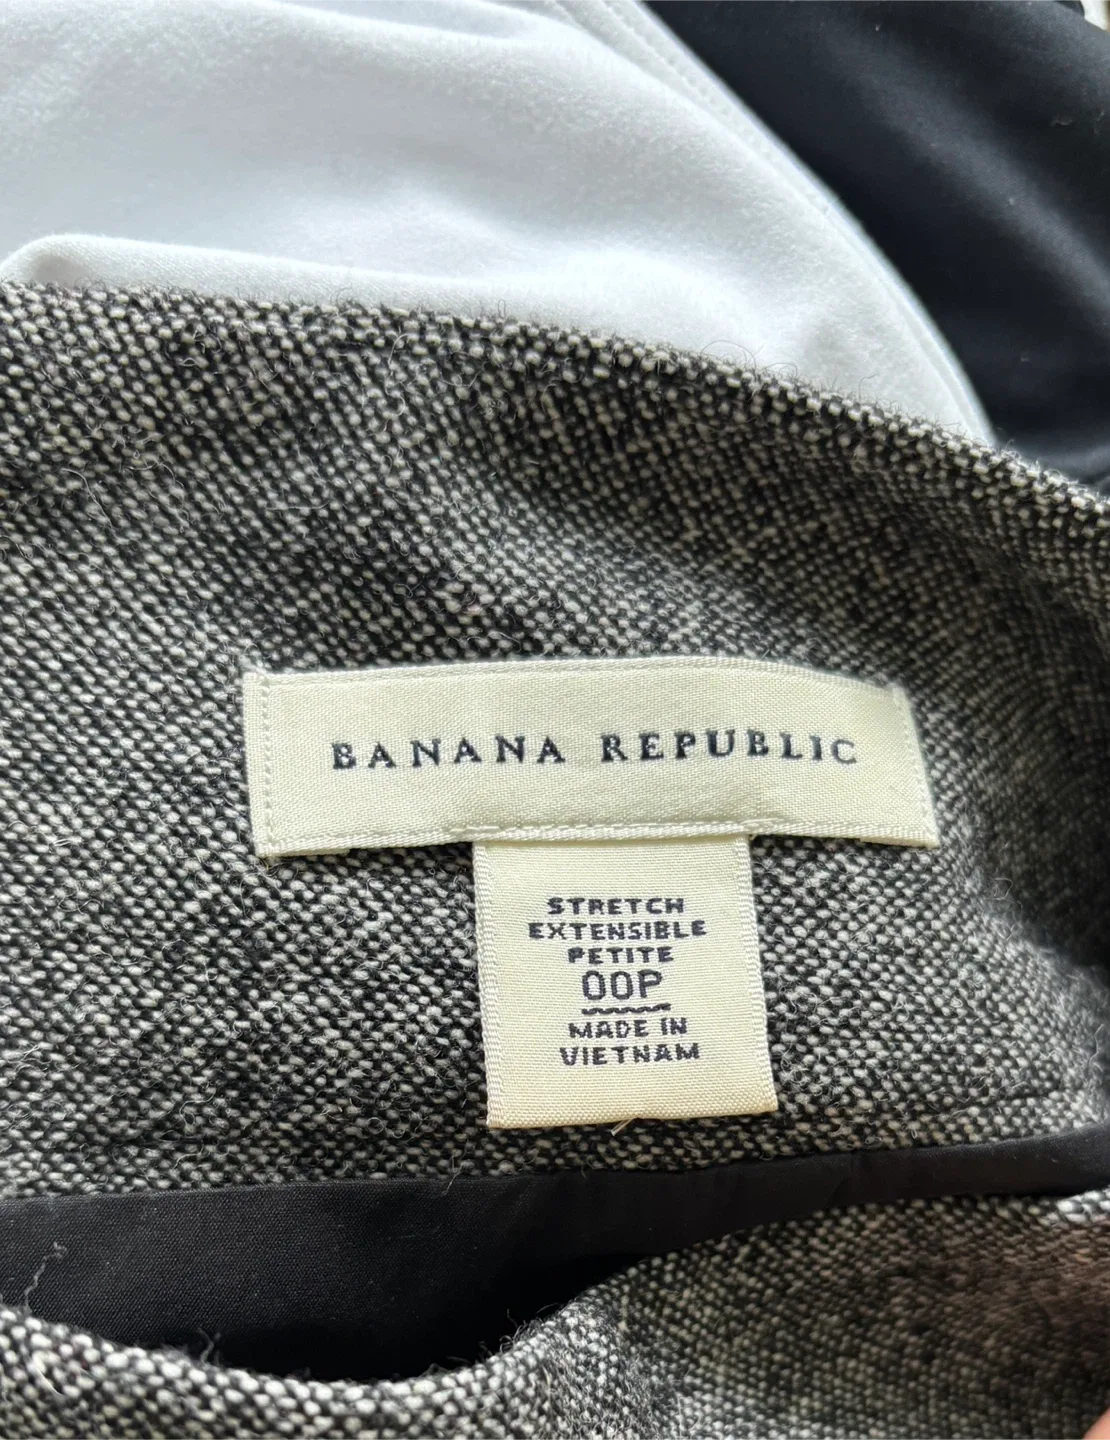 BANANA REPUBLIC
STRETCH
EXTENSIBLE
PETITE
00P
MADE IN
VIETNAM